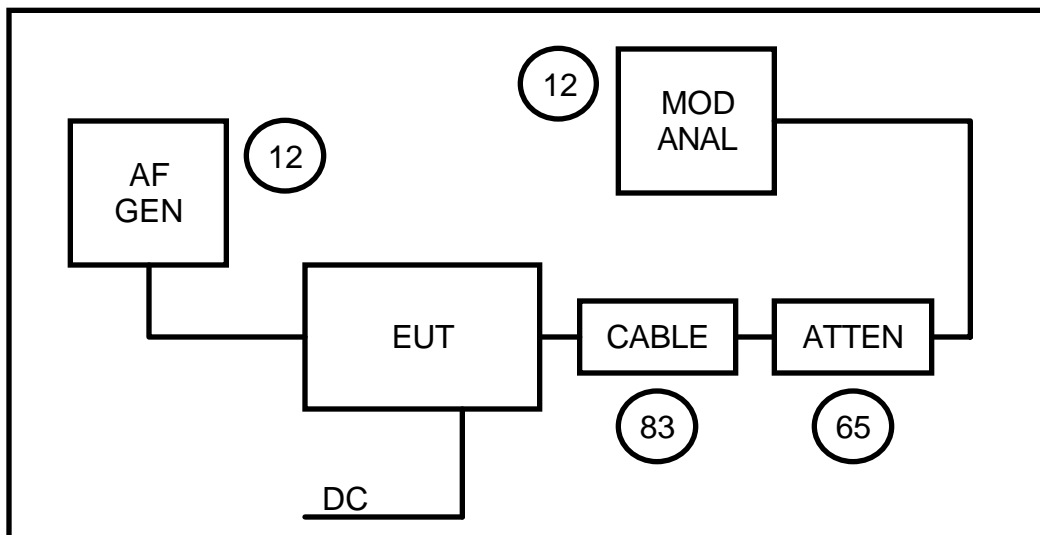 12
MOD
ANAL
AF
GEN
12
EUT
CABLE
ATTEN
83
65
DC